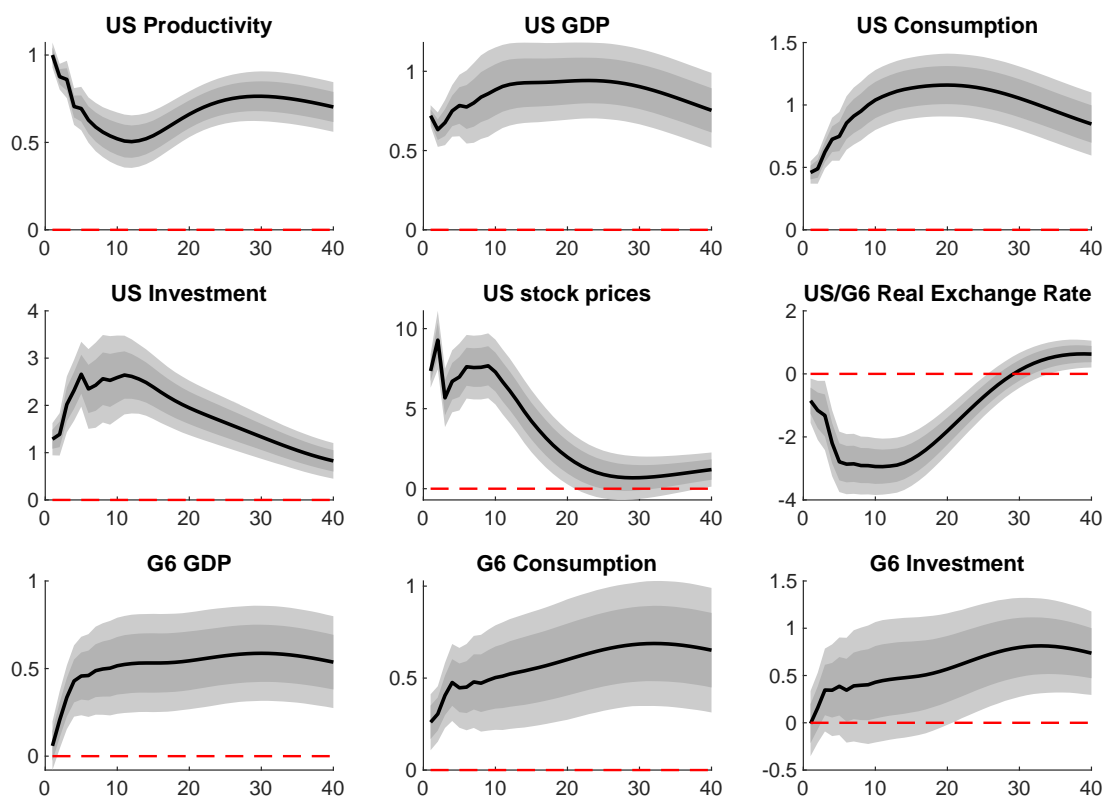 US Productivity
US GDP
US Consumption
1
0.5
0
0 10 20 30 40
1
0.5
0
0 10 20 30 40
1.5
1
0.5
0
0 10 20 30 40
US Investment
US stock prices
US/G6 Real Exchange Rate
4
3
2
1
0
0 10 20 30 40
10
5
0
0 10 20 30 40
2
0
-2
-4
0 10 20 30 40
G6 GDP
G6 Consumption
G6 Investment
1
0.5
0
0 10 20 30 40
1
0.5
0
0 10 20 30 40
1.5
1
0.5
0
-0.5
0 10 20 30 40